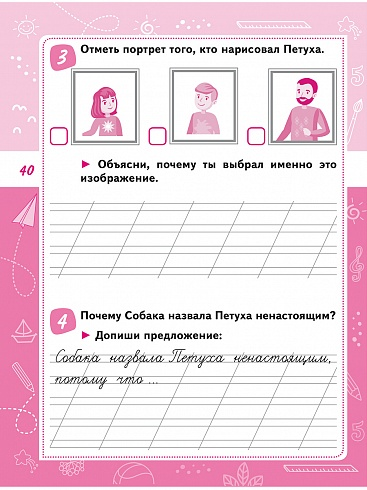 3 Отметь портрет того, кто нарисовал Петуха.
40
► Объясни, почему ты выбрал именно это
изображение.
4 Почему Собака назвала Петуха ненастоящим?
► Допиши предложение:
Собака назвала Петуха ненастоящим,
потому что ...